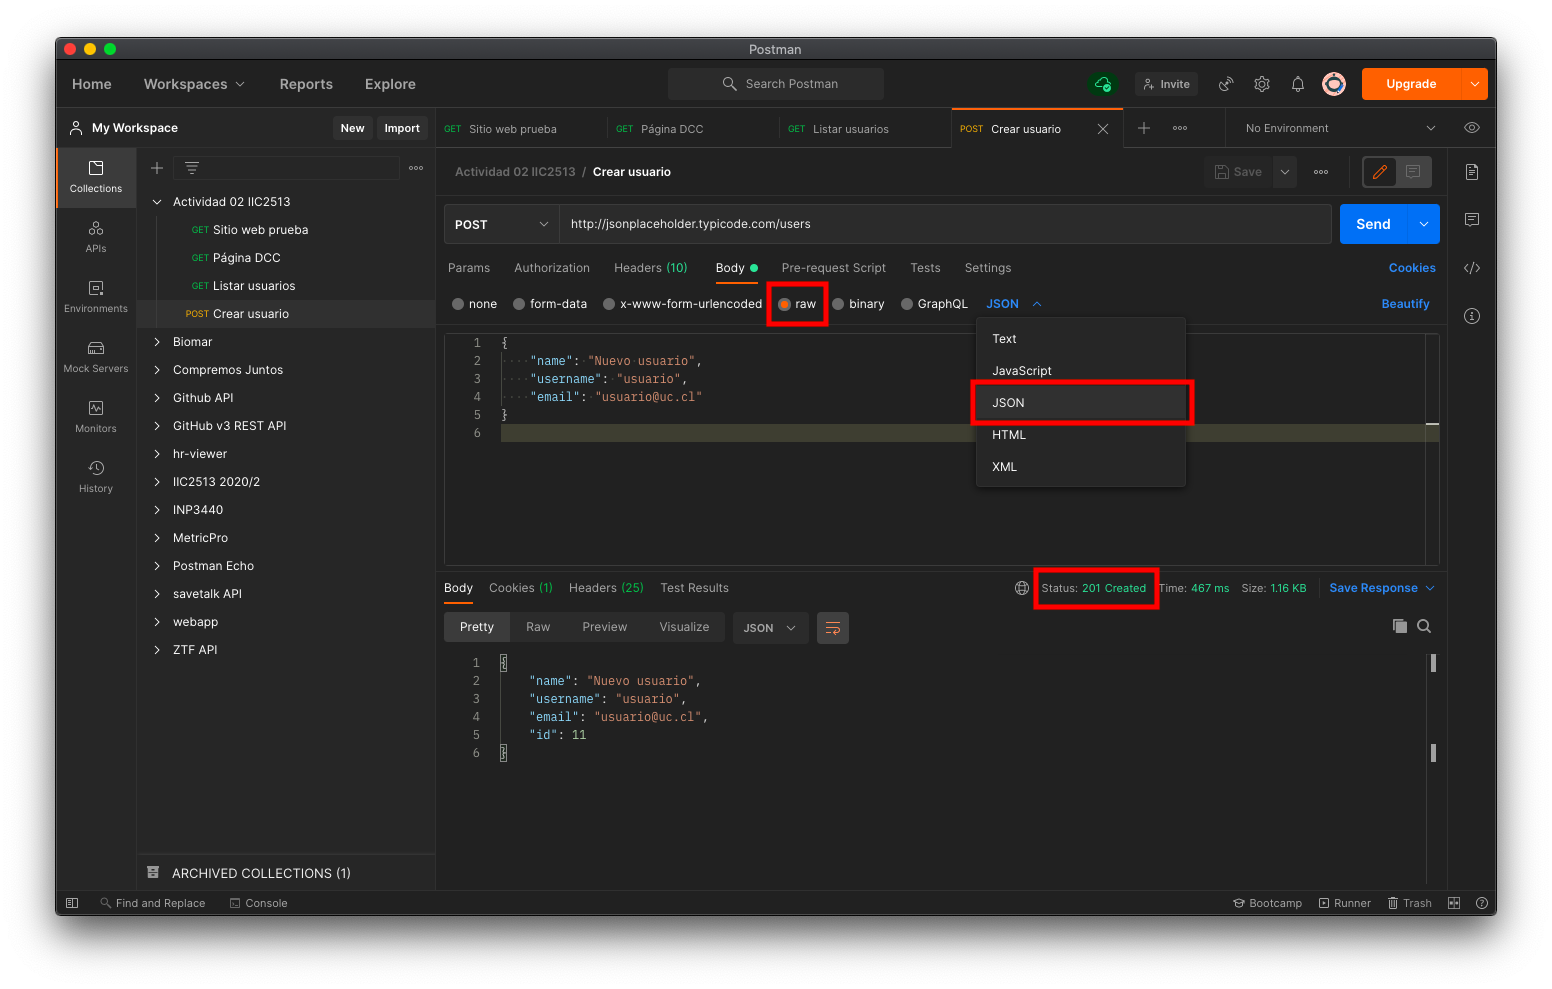 Postman
Home Workspaces Reports Explore Search Postman Invite Upgrade
My Workspace New Import
GET Sitio web prueba GET Página DCC GET Listar usuarios POST Crear usuario No Environment
Collections
APIs
Environments
Mock Servers
Monitors
History
Actividad 02 IIC2513
GET Sitio web prueba
GET Página DCC
GET Listar usuarios
POST Crear usuario
Biomar
Compremos Juntos
Github API
GitHub v3 REST API
hr-viewer
IIC2513 2020/2
INP3440
MetricPro
Postman Echo
savetalk API
webapp
ZTF API
ARCHIVED COLLECTIONS (1)
Actividad 02 IIC2513 / Crear usuario Save
POST http://jsonplaceholder.typicode.com/users Send
Params Authorization Headers (10) Body Pre-request Script Tests Settings Cookies
none form-data x-www-form-urlencoded raw binary GraphQL JSON Beautify
1 {
2 "name": "Nuevo usuario",
3 "username": "usuario",
4 "email": "usuario@uc.cl"
5 }
6
Text
JavaScript
JSON
HTML
XML
Body Cookies (1) Headers (25) Test Results Status: 201 Created Time: 467 ms Size: 1.16 KB Save Response
Pretty Raw Preview Visualize JSON
1 {
2 "name": "Nuevo usuario",
3 "username": "usuario",
4 "email": "usuario@uc.cl",
5 "id": 11
6 }
Find and Replace Console Bootcamp Runner Trash